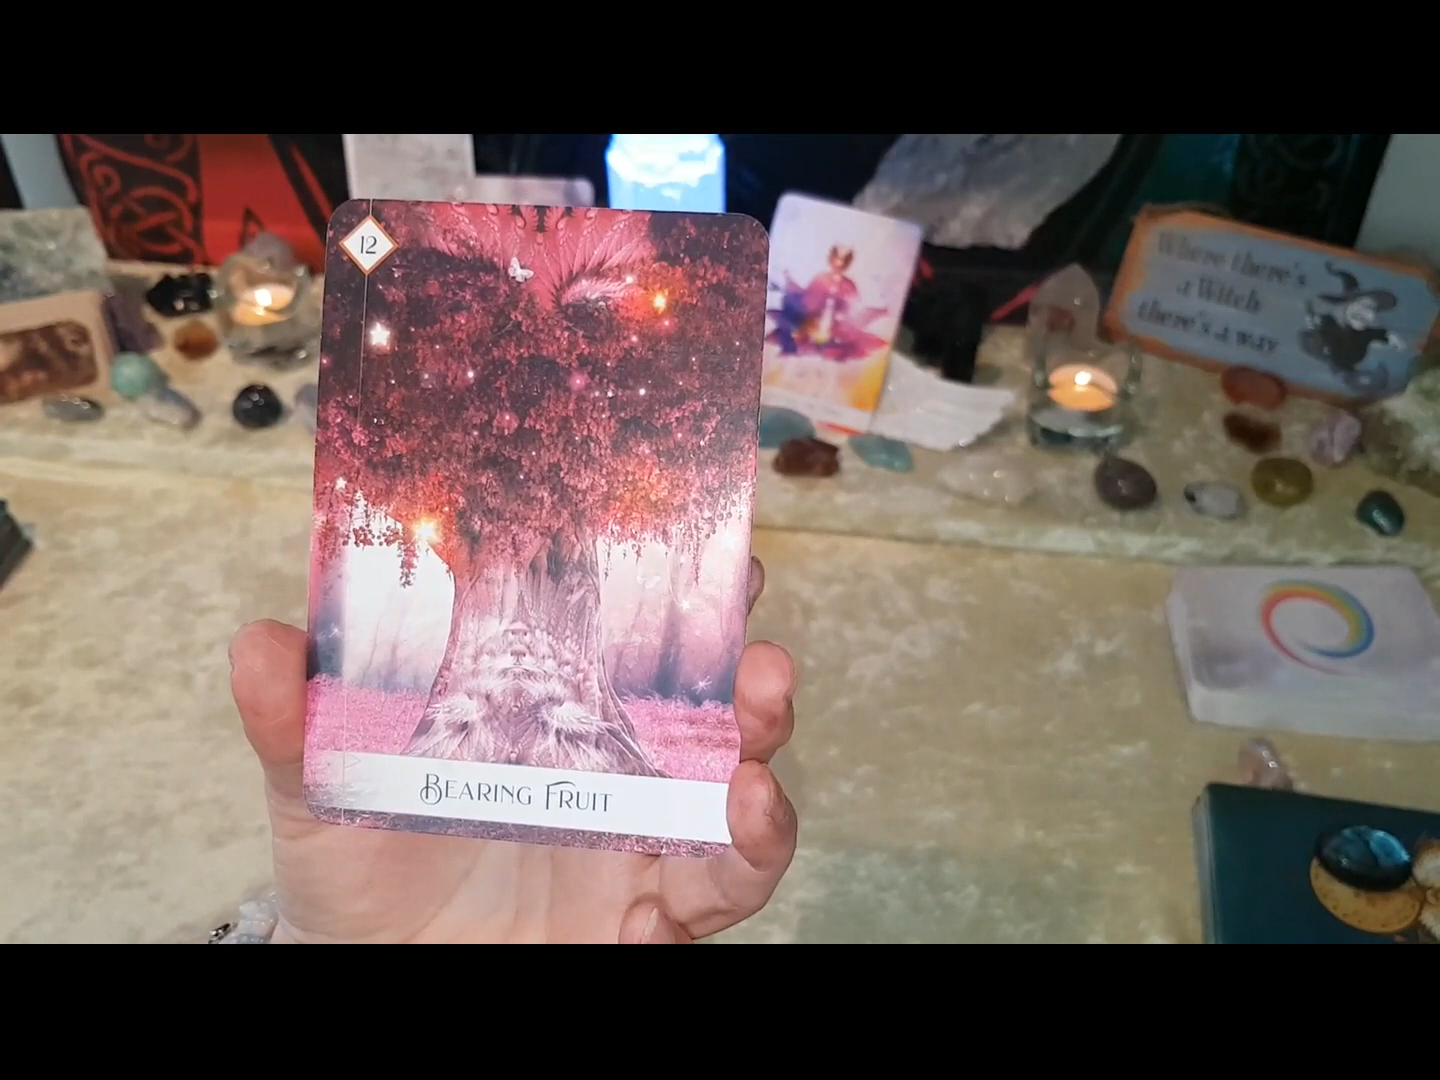 12
Where there's
a Witch
there's a way
BEARING FRUIT